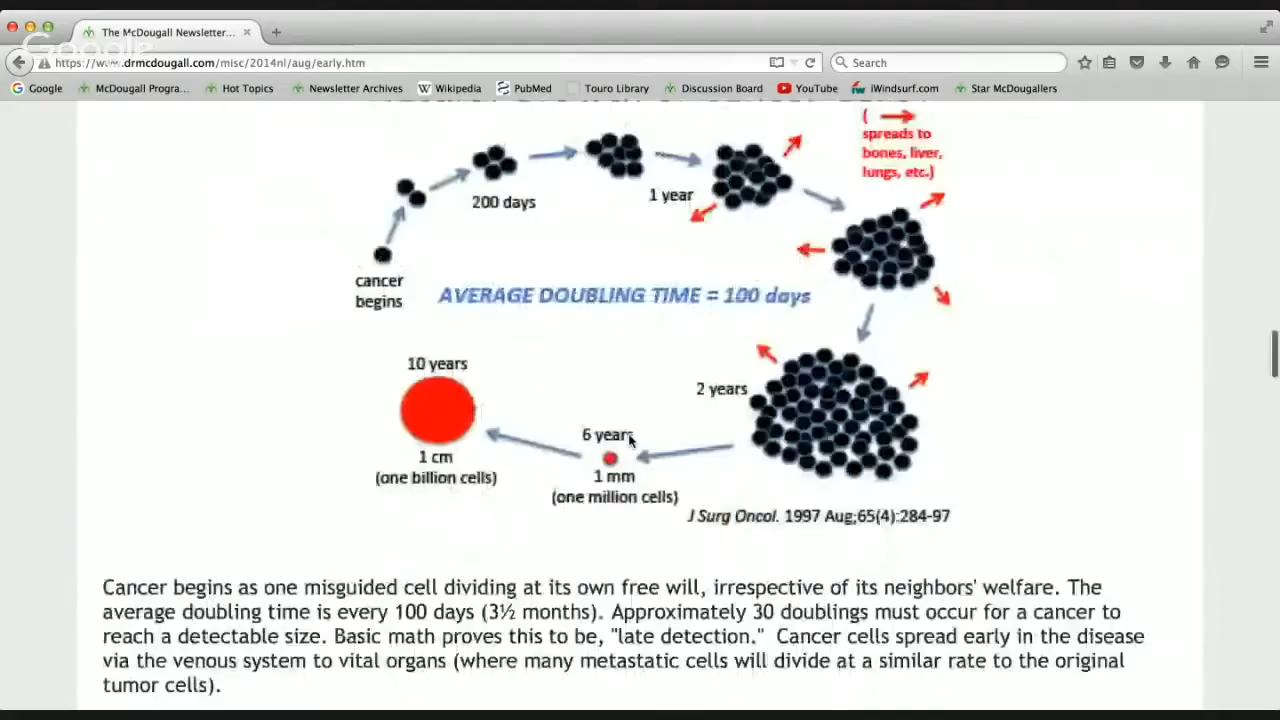 The McDougall Newsletter...
Google
drmcdougall.com/misc/2014nl/aug/early.htm
Search
Google McDougall Progra... Hot Topics Newsletter Archives Wikipedia PubMed Touro Library Discussion Board YouTube iWindsurf.com Star McDougallers
( →
spreads to
bones, liver,
lungs, etc.)
200 days
1 year
cancer
begins
AVERAGE DOUBLING TIME = 100 days
10 years
2 years
6 years
1 cm
(one billion cells)
1 mm
(one million cells)
J Surg Oncol. 1997 Aug;65(4):284-97
Cancer begins as one misguided cell dividing at its own free will, irrespective of its neighbors' welfare. The
average doubling time is every 100 days (3½ months). Approximately 30 doublings must occur for a cancer to
reach a detectable size. Basic math proves this to be, "late detection." Cancer cells spread early in the disease
via the venous system to vital organs (where many metastatic cells will divide at a similar rate to the original
tumor cells).